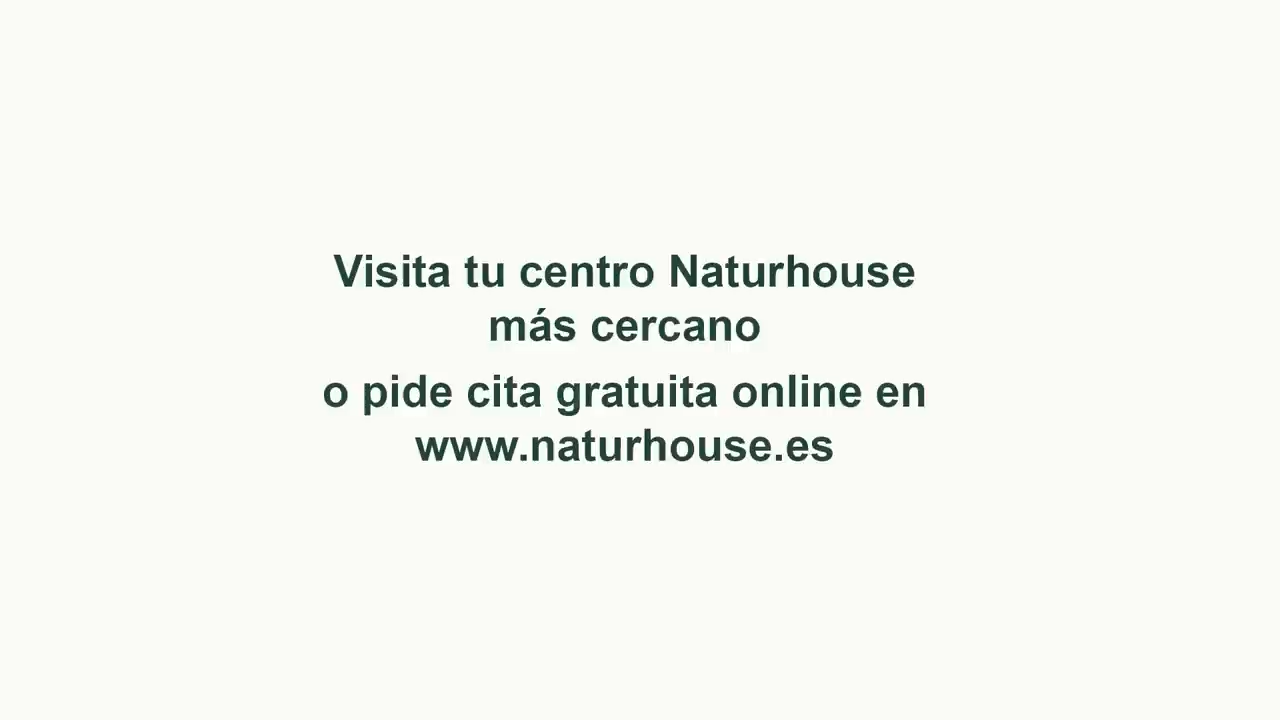 Visita tu centro Naturhouse
más cercano
o pide cita gratuita online en
www.naturhouse.es